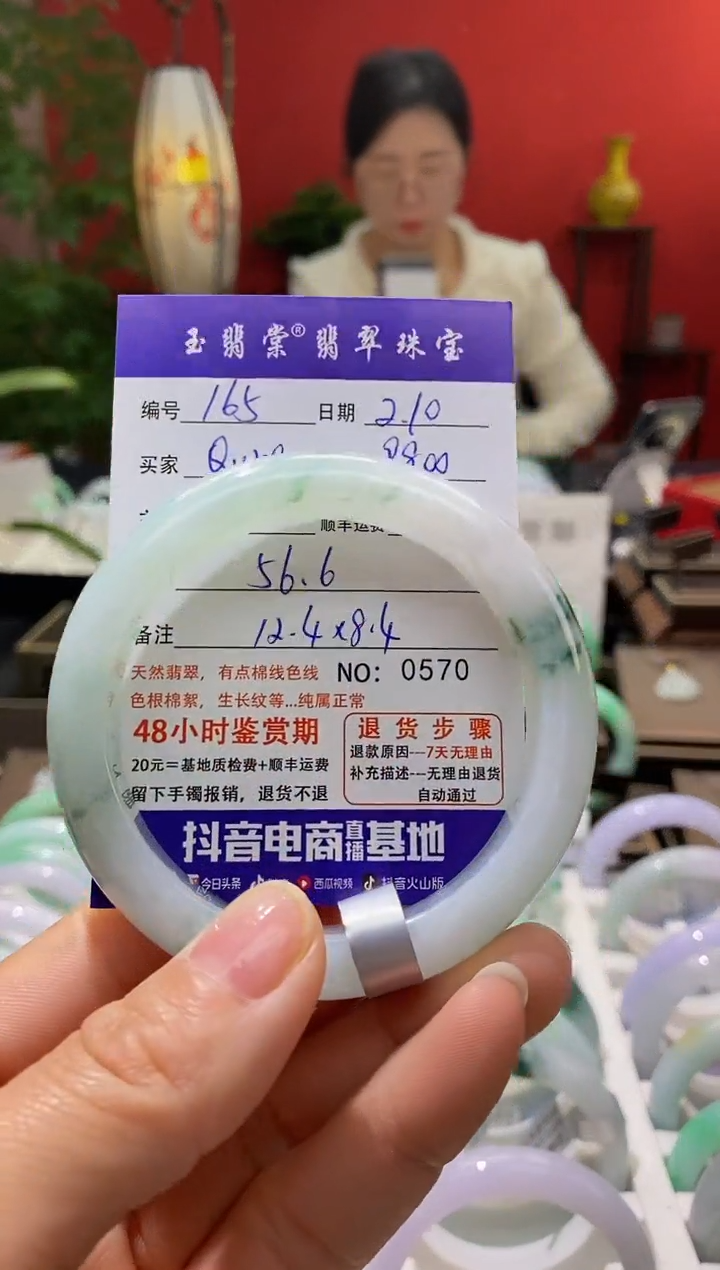 玉翡棠®翡翠珠宝
编号 165 日期 2.10
买家
顺丰运费
56.6
备注 12.4x8.4
天然翡翠，有点棉线色线 NO： 0570
色根棉絮，生长纹等...纯属正常
48小时鉴赏期
20元=基地质检费+顺丰运费
留下手镯报销，退货不退
退货步骤
退款原因---7天无理由
补充描述---无理由退货
自动通过
抖音电商直播基地
今日头条 西瓜视频 抖音火山版